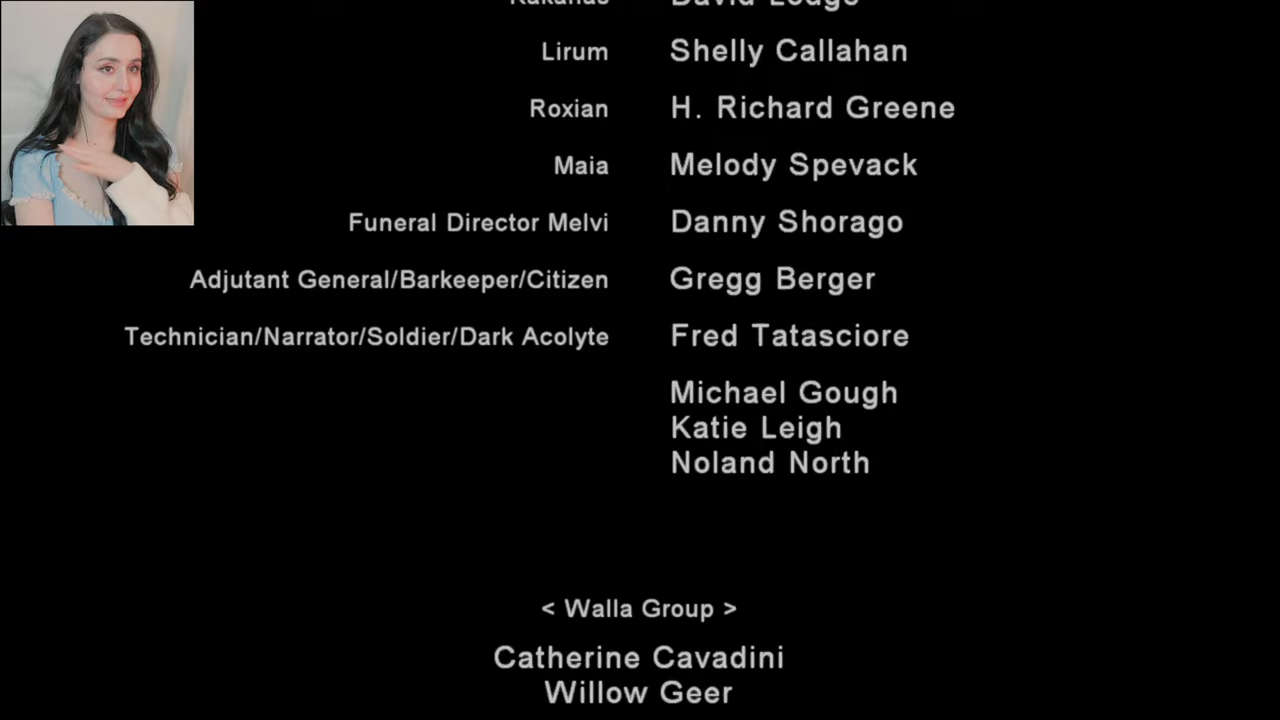 Lirum Shelly Callahan
Roxian H. Richard Greene
Maia Melody Spevack
Funeral Director Melvi Danny Shorago
Adjutant General/Barkeeper/Citizen Gregg Berger
Technician/Narrator/Soldier/Dark Acolyte Fred Tatasciore
Michael Gough
Katie Leigh
Noland North
< Walla Group >
Catherine Cavadini
Willow Geer